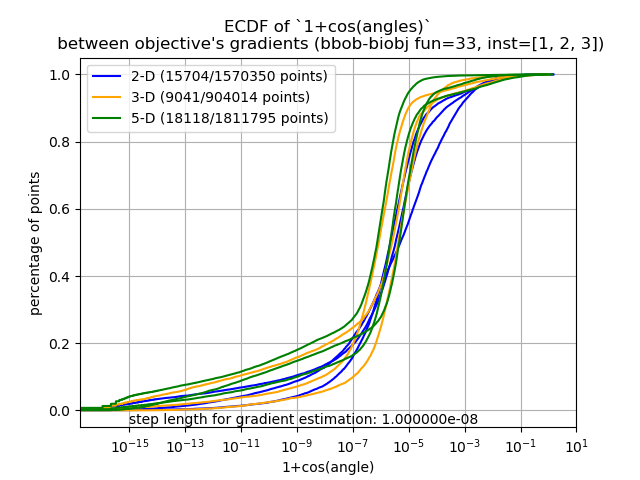 ECDF of `1+cos(angles)`
between objective's gradients (bbob-biobj fun=33, inst=[1, 2, 3])
2-D (15704/1570350 points)
3-D (9041/904014 points)
5-D (18118/1811795 points)
percentage of points
1.0
0.8
0.6
0.4
0.2
0.0
step length for gradient estimation: 1.000000e-08
10⁻¹⁵ 10⁻¹³ 10⁻¹¹ 10⁻⁹ 10⁻⁷ 10⁻⁵ 10⁻³ 10⁻¹ 10¹
1+cos(angle)